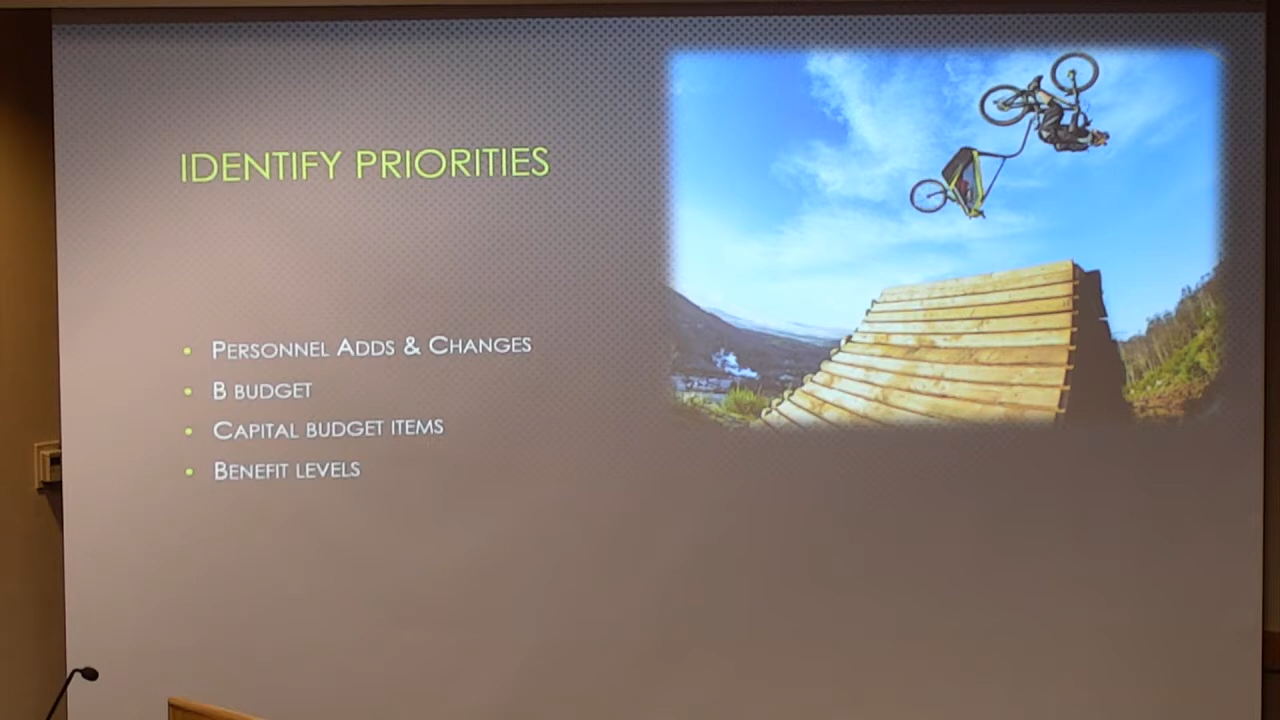 IDENTIFY PRIORITIES
PERSONNEL ADDS & CHANGES
B BUDGET
CAPITAL BUDGET ITEMS
BENEFIT LEVELS